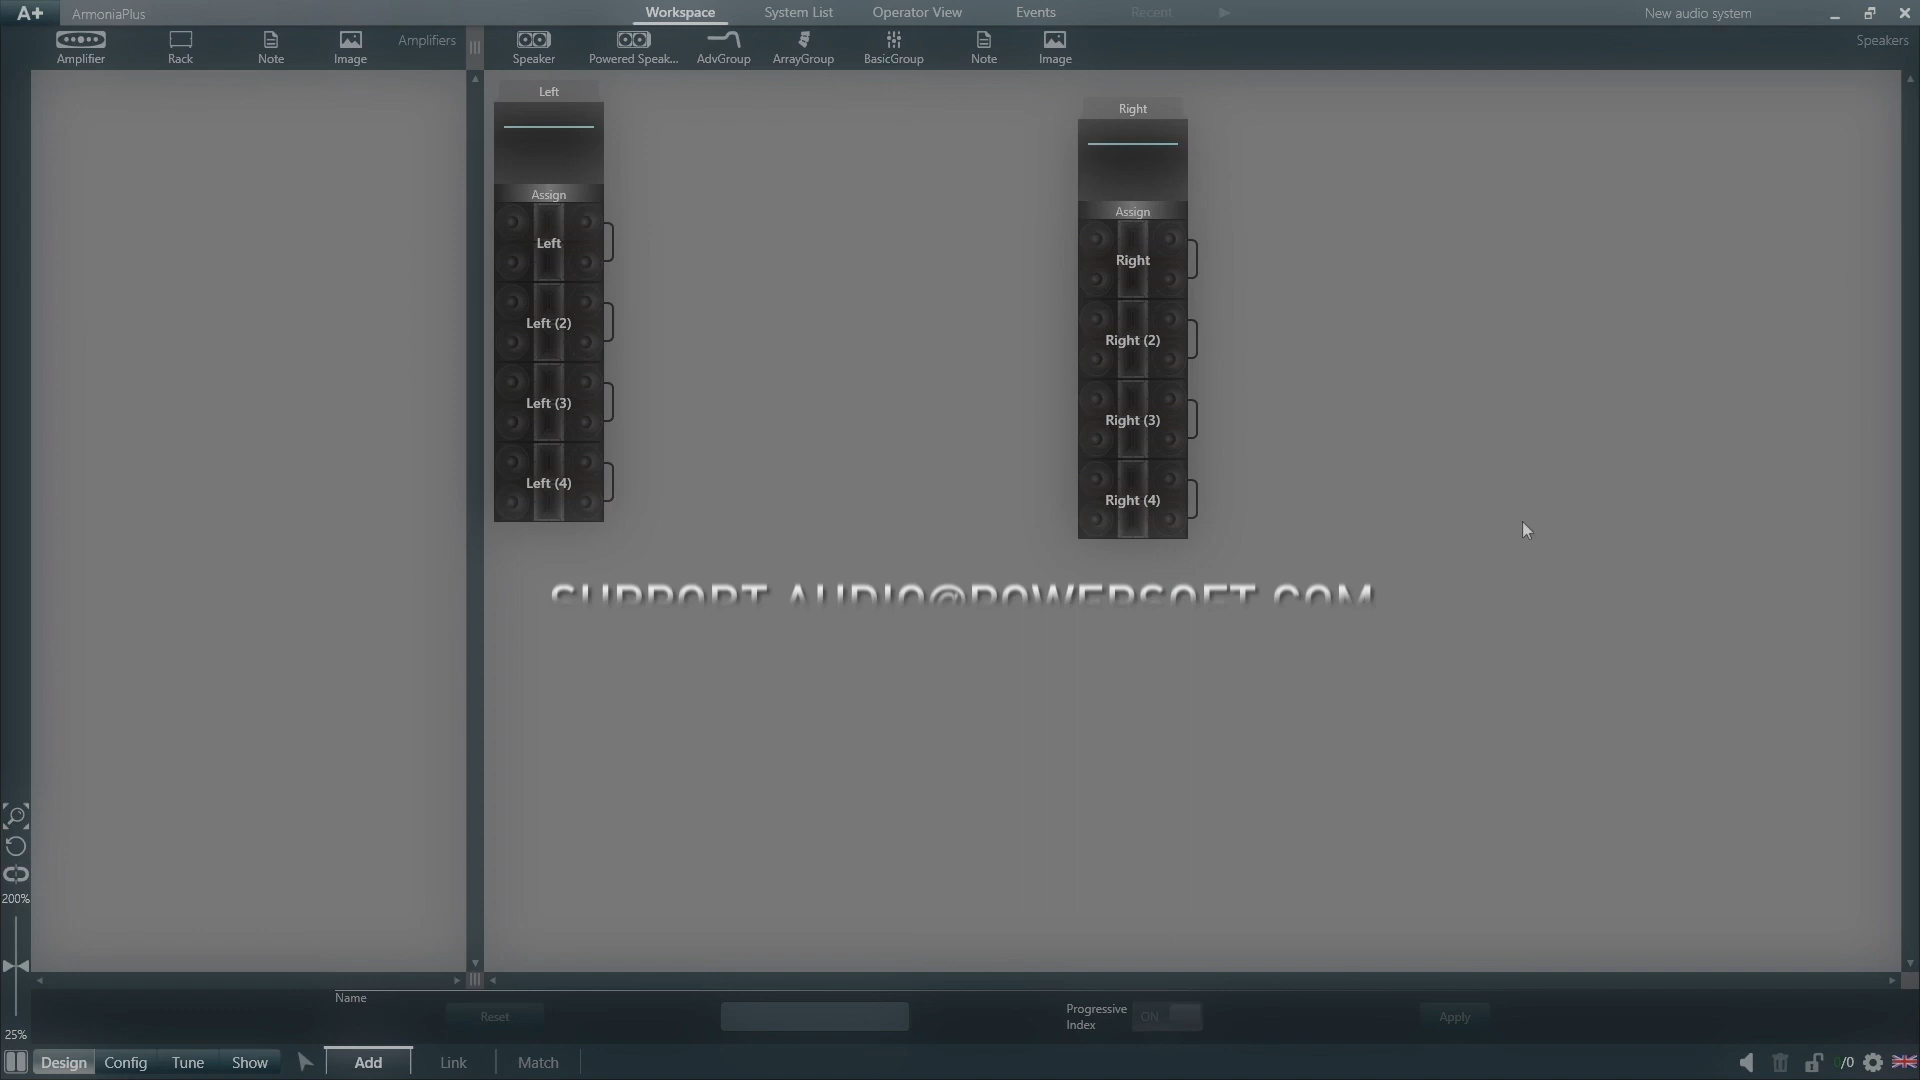 A+ ArmoniaPlus Workspace System List Operator View Events Recent New audio system
Amplifier Rack Note Image Amplifiers Speaker Powered Speak... AdvGroup ArrayGroup BasicGroup Note Image Speakers
Left
Right
Assign
Assign
Left
Right
Left (2)
Right (2)
Left (3)
Right (3)
Left (4)
Right (4)
SUPPORT.AUDIO@POWERSOFT.COM
200%
25%
Name
Reset
Progressive
Index
ON
Apply
Design Config Tune Show Add Link Match 0/0